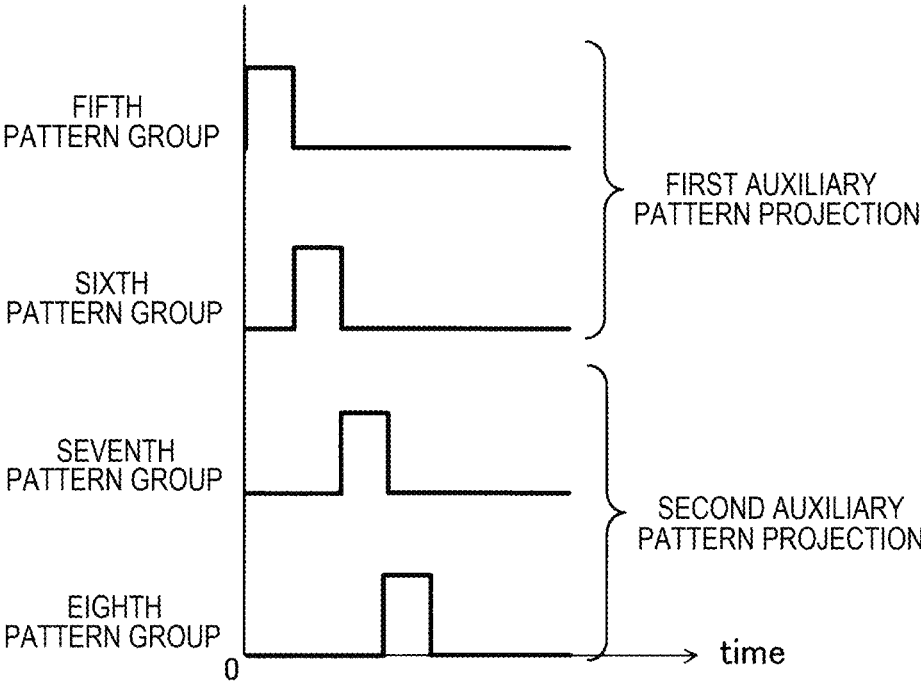 FIFTH
PATTERN GROUP
FIRST AUXILIARY
PATTERN PROJECTION
SIXTH
PATTERN GROUP
SEVENTH
PATTERN GROUP
SECOND AUXILIARY
PATTERN PROJECTION
EIGHTH
PATTERN GROUP
0
time